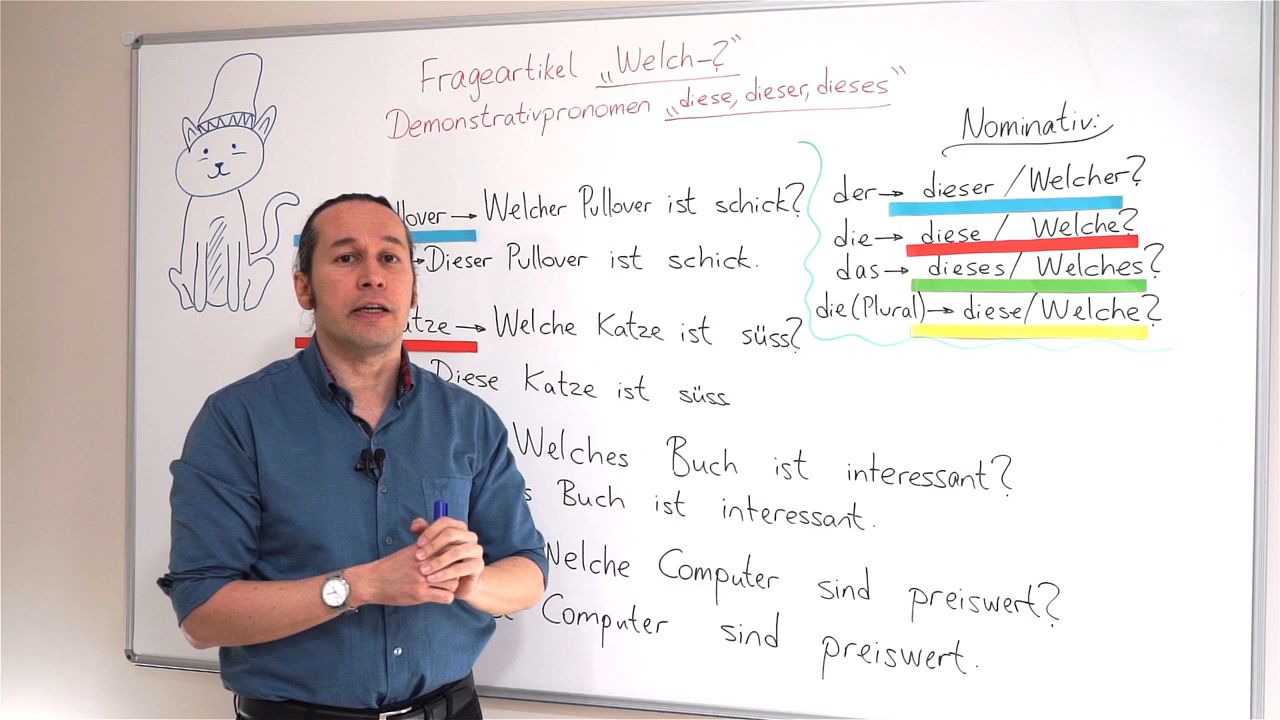 Frageartikel „Welch-?"
Demonstrativpronomen „diese, dieser, dieses"
Nominativ:
der → dieser / Welcher?
die → diese / Welche?
das → dieses / Welches?
die (Plural) → diese / Welche?
→ Welcher Pullover ist schick?
→ Dieser Pullover ist schick.
→ Welche Katze ist süss?
Diese Katze ist süss
Welches Buch ist interessant?
Buch ist interessant.
Welche Computer sind preiswert?
Computer sind preiswert.